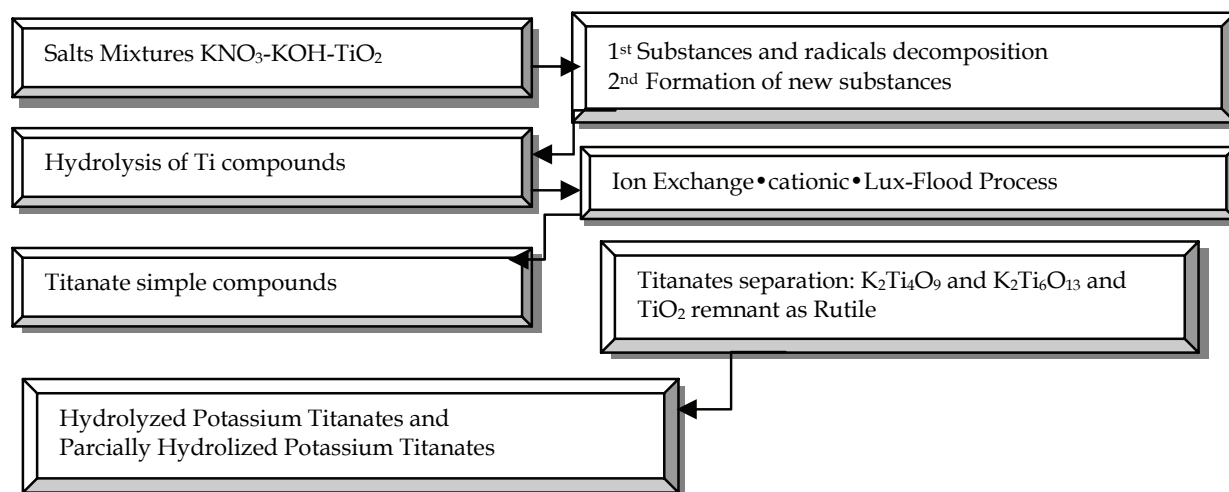 Salts Mixtures KNO₃-KOH-TiO₂
1ˢᵗ Substances and radicals decomposition
2ⁿᵈ Formation of new substances
Hydrolysis of Ti compounds
Ion Exchange•cationic•Lux-Flood Process
Titanate simple compounds
Titanates separation: K₂Ti₄O₉ and K₂Ti₆O₁₃ and
TiO₂ remnant as Rutile
Hydrolyzed Potassium Titanates and
Parcially Hydrolized Potassium Titanates